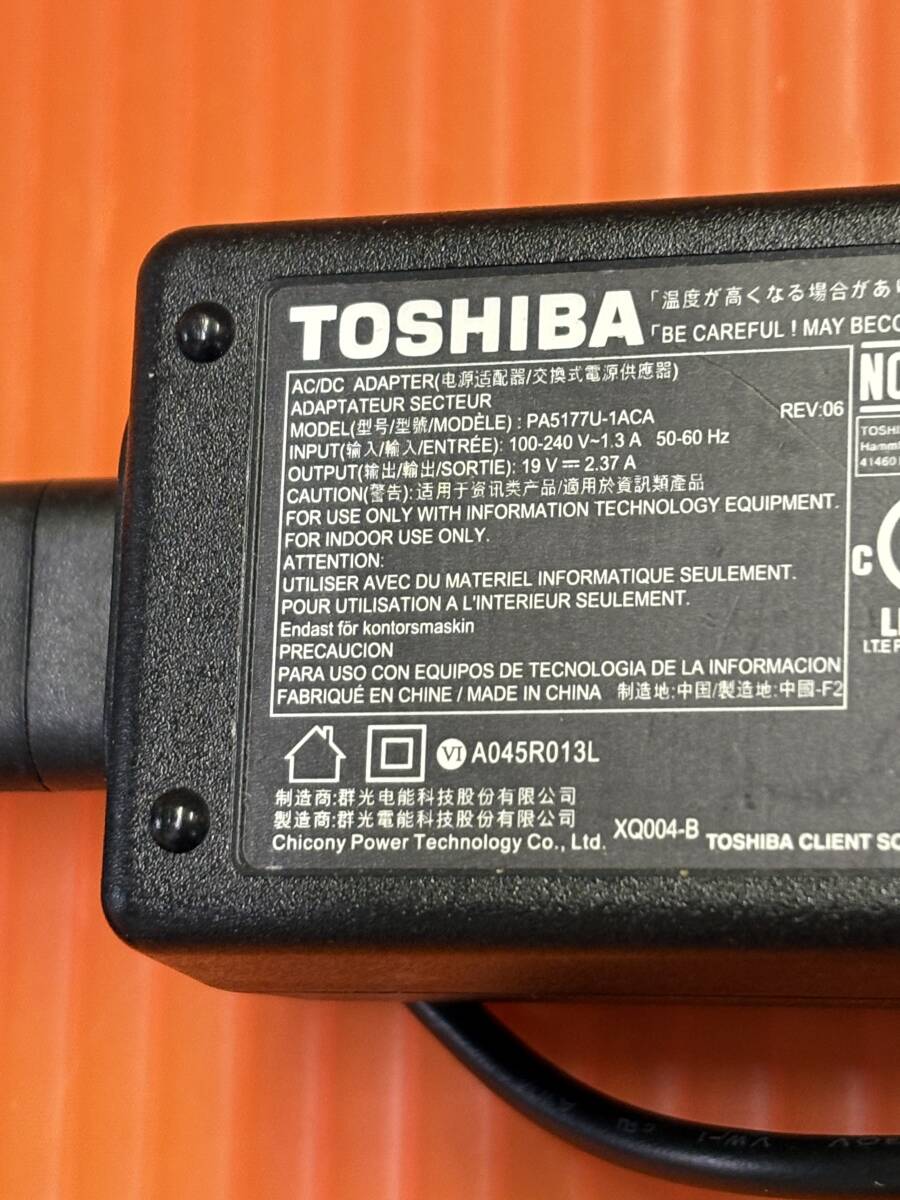 TOSHIBA
「温度が高くなる場合があり
「BE CAREFUL ! MAY BECO
AC/DC ADAPTER(电源适配器/交換式電源供應器)
ADAPTATEUR SECTEUR
MODEL(型号/型號/MODÈLE) : PA5177U-1ACA REV:06
INPUT(输入/輸入/ENTRÉE): 100-240 V~1.3 A 50-60 Hz
OUTPUT(输出/輸出/SORTIE): 19 V⎓2.37 A
CAUTION(警告):适用于资讯类产品/適用於資訊類產品
FOR USE ONLY WITH INFORMATION TECHNOLOGY EQUIPMENT.
FOR INDOOR USE ONLY.
ATTENTION:
UTILISER AVEC DU MATERIEL INFORMATIQUE SEULEMENT.
POUR UTILISATION A L'INTERIEUR SEULEMENT.
Endast för kontorsmaskin
PRECAUCION
PARA USO CON EQUIPOS DE TECNOLOGIA DE LA INFORMACION
FABRIQUÉ EN CHINE / MADE IN CHINA 制造地:中国/製造地:中國-F2
NO
TOSHI
Hamm
41460
C
LI
I.T.E P
VI A045R013L
制造商:群光电能科技股份有限公司
製造商:群光電能科技股份有限公司
Chicony Power Technology Co., Ltd. XQ004-B
TOSHIBA CLIENT SO
VW-1